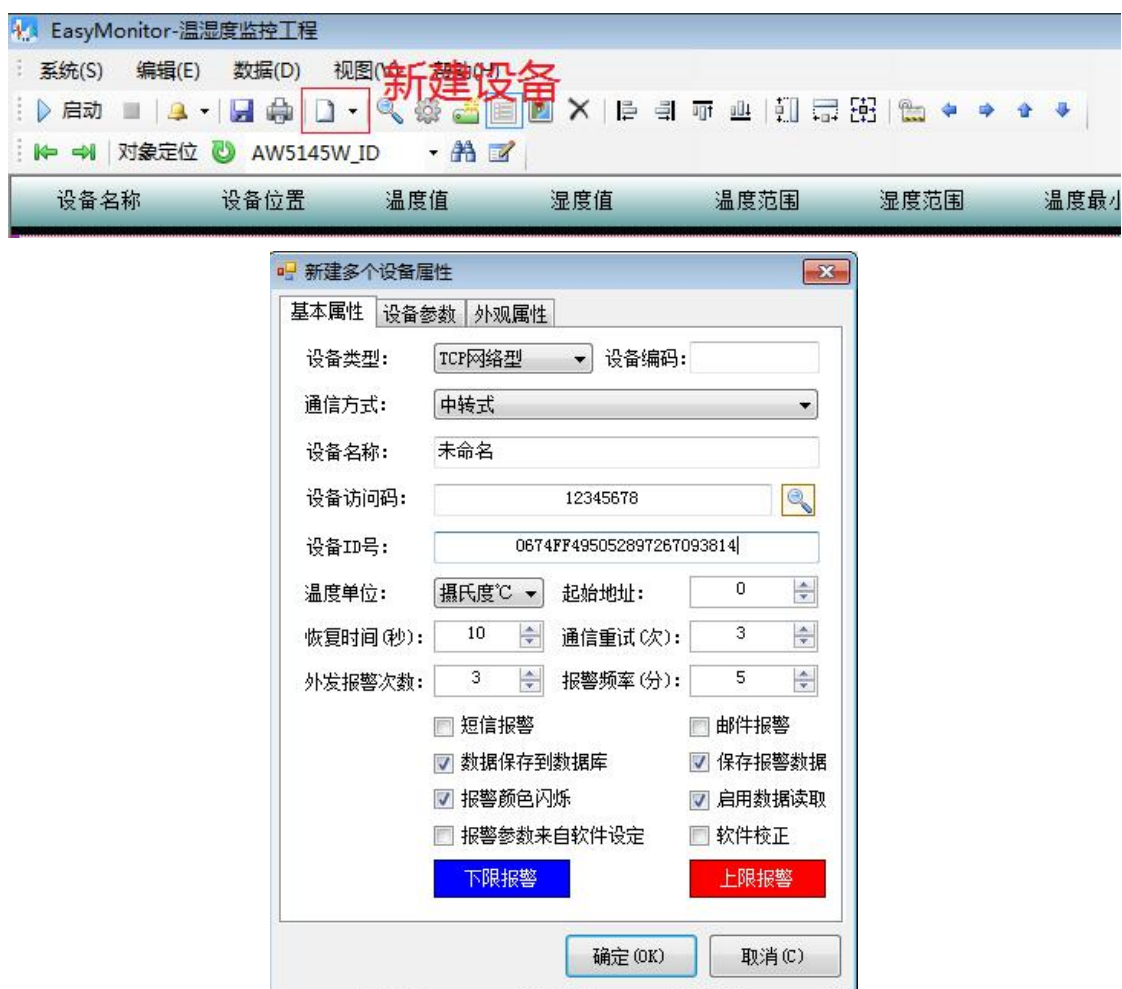 EasyMonitor-温湿度监控工程
系统(S) 编辑(E) 数据(D) 视图(V) 帮助(H)
新建设备
启动
对象定位 AW5145W_ID
设备名称 设备位置 温度值 湿度值 温度范围 湿度范围 温度最小
新建多个设备属性
基本属性 设备参数 外观属性
设备类型: TCP网络型 设备编码:
通信方式: 中转式
设备名称: 未命名
设备访问码: 12345678
设备ID号: 0674FF495052897267093814
温度单位: 摄氏度℃ 起始地址: 0
恢复时间(秒): 10 通信重试(次): 3
外发报警次数: 3 报警频率(分): 5
短信报警 邮件报警
数据保存到数据库 保存报警数据
报警颜色闪烁 启用数据读取
报警参数来自软件设定 软件校正
下限报警 上限报警
确定(OK) 取消(C)